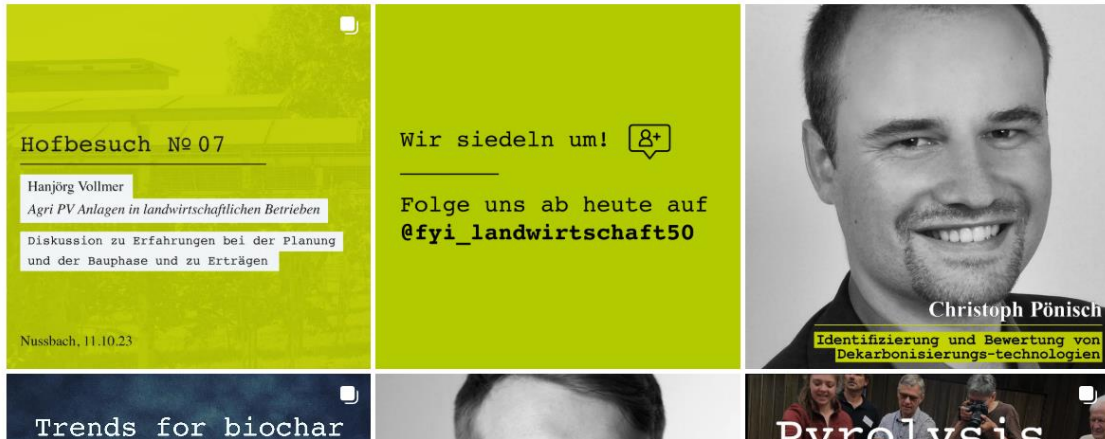 Hofbesuch № 07
Hanjörg Vollmer
Agri PV Anlagen in landwirtschaftlichen Betrieben
Diskussion zu Erfahrungen bei der Planung
und der Bauphase und zu Erträgen
Nussbach, 11.10.23
Wir siedeln um!
Folge uns ab heute auf
@fyi_landwirtschaft50
Christoph Pönisch
Identifizierung und Bewertung von
Dekarbonisierungs-technologien
Trends for biochar
Pyrolysis